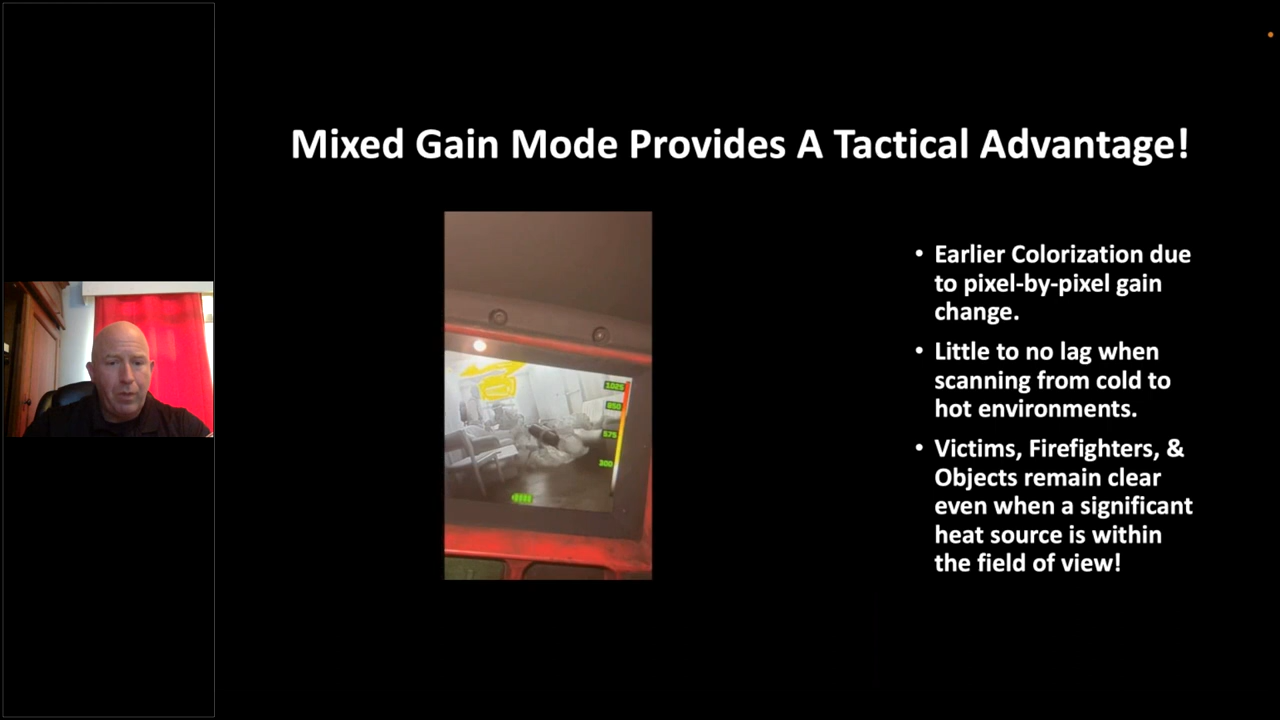 Mixed Gain Mode Provides A Tactical Advantage!
• Earlier Colorization due
to pixel-by-pixel gain
change.
• Little to no lag when
scanning from cold to
hot environments.
• Victims, Firefighters, &
Objects remain clear
even when a significant
heat source is within
the field of view!
1025
850
575
300